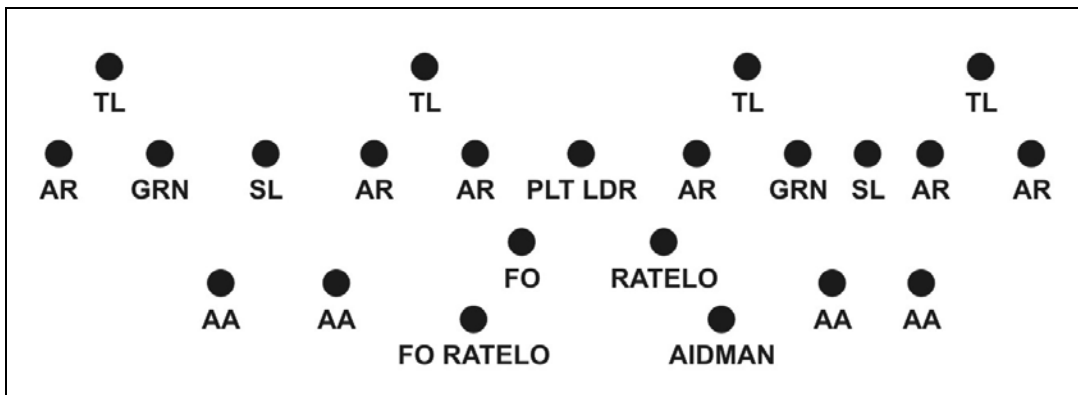 TL TL TL TL
AR GRN SL AR AR PLT LDR AR GRN SL AR AR
FO RATELO
AA AA AA AA
FO RATELO AIDMAN